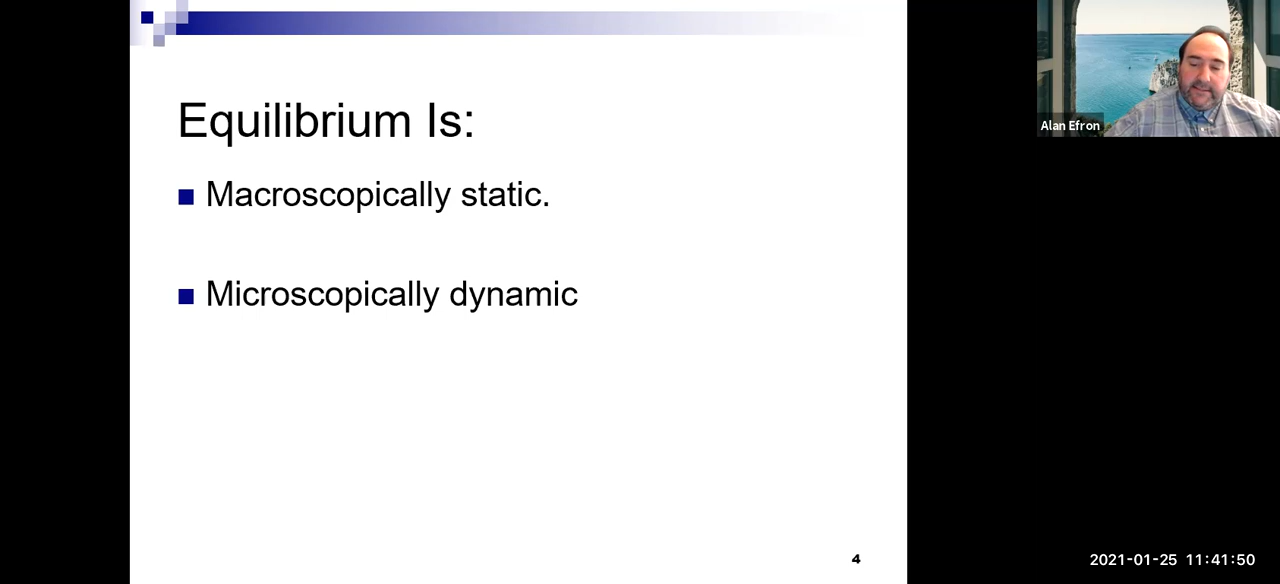 Equilibrium Is:
Macroscopically static.
Microscopically dynamic
4
Alan Efron
2021-01-25 11:41:50